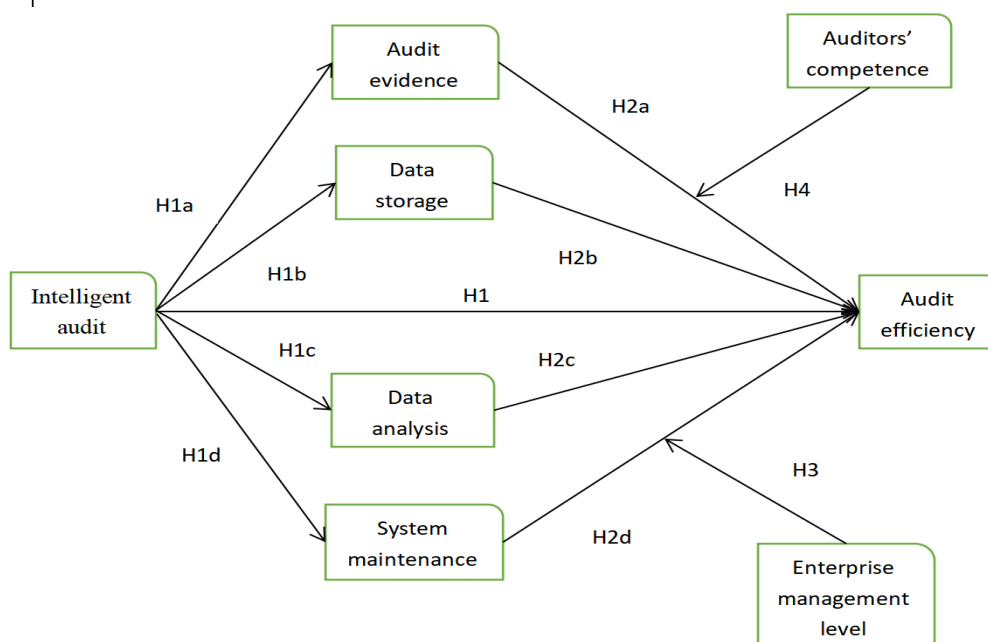 Audit
evidence
Auditors'
competence
H2a
Data
storage
H4
H1a
H1b
H2b
Intelligent
audit
H1
Audit
efficiency
H1c
H2c
Data
analysis
H1d
H3
System
maintenance
H2d
Enterprise
management
level